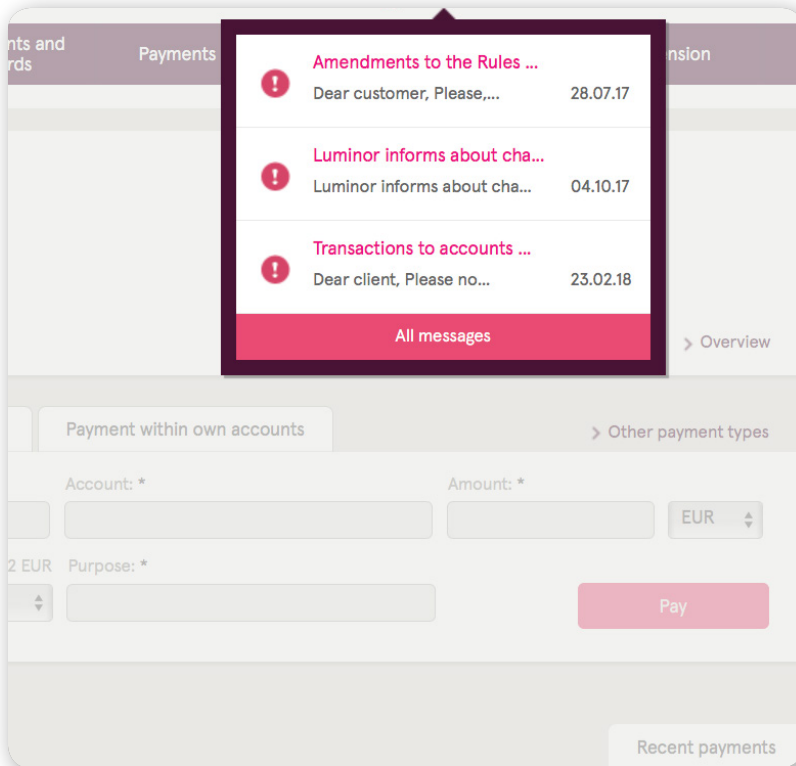 nts and
rds
Payments
nsion
Amendments to the Rules ...
Dear customer, Please,... 28.07.17
Luminor informs about cha...
Luminor informs about cha... 04.10.17
Transactions to accounts ...
Dear client, Please no... 23.02.18
All messages
Overview
Payment within own accounts
Other payment types
Account: *
Amount: *
EUR
2 EUR
Purpose: *
Pay
Recent payments